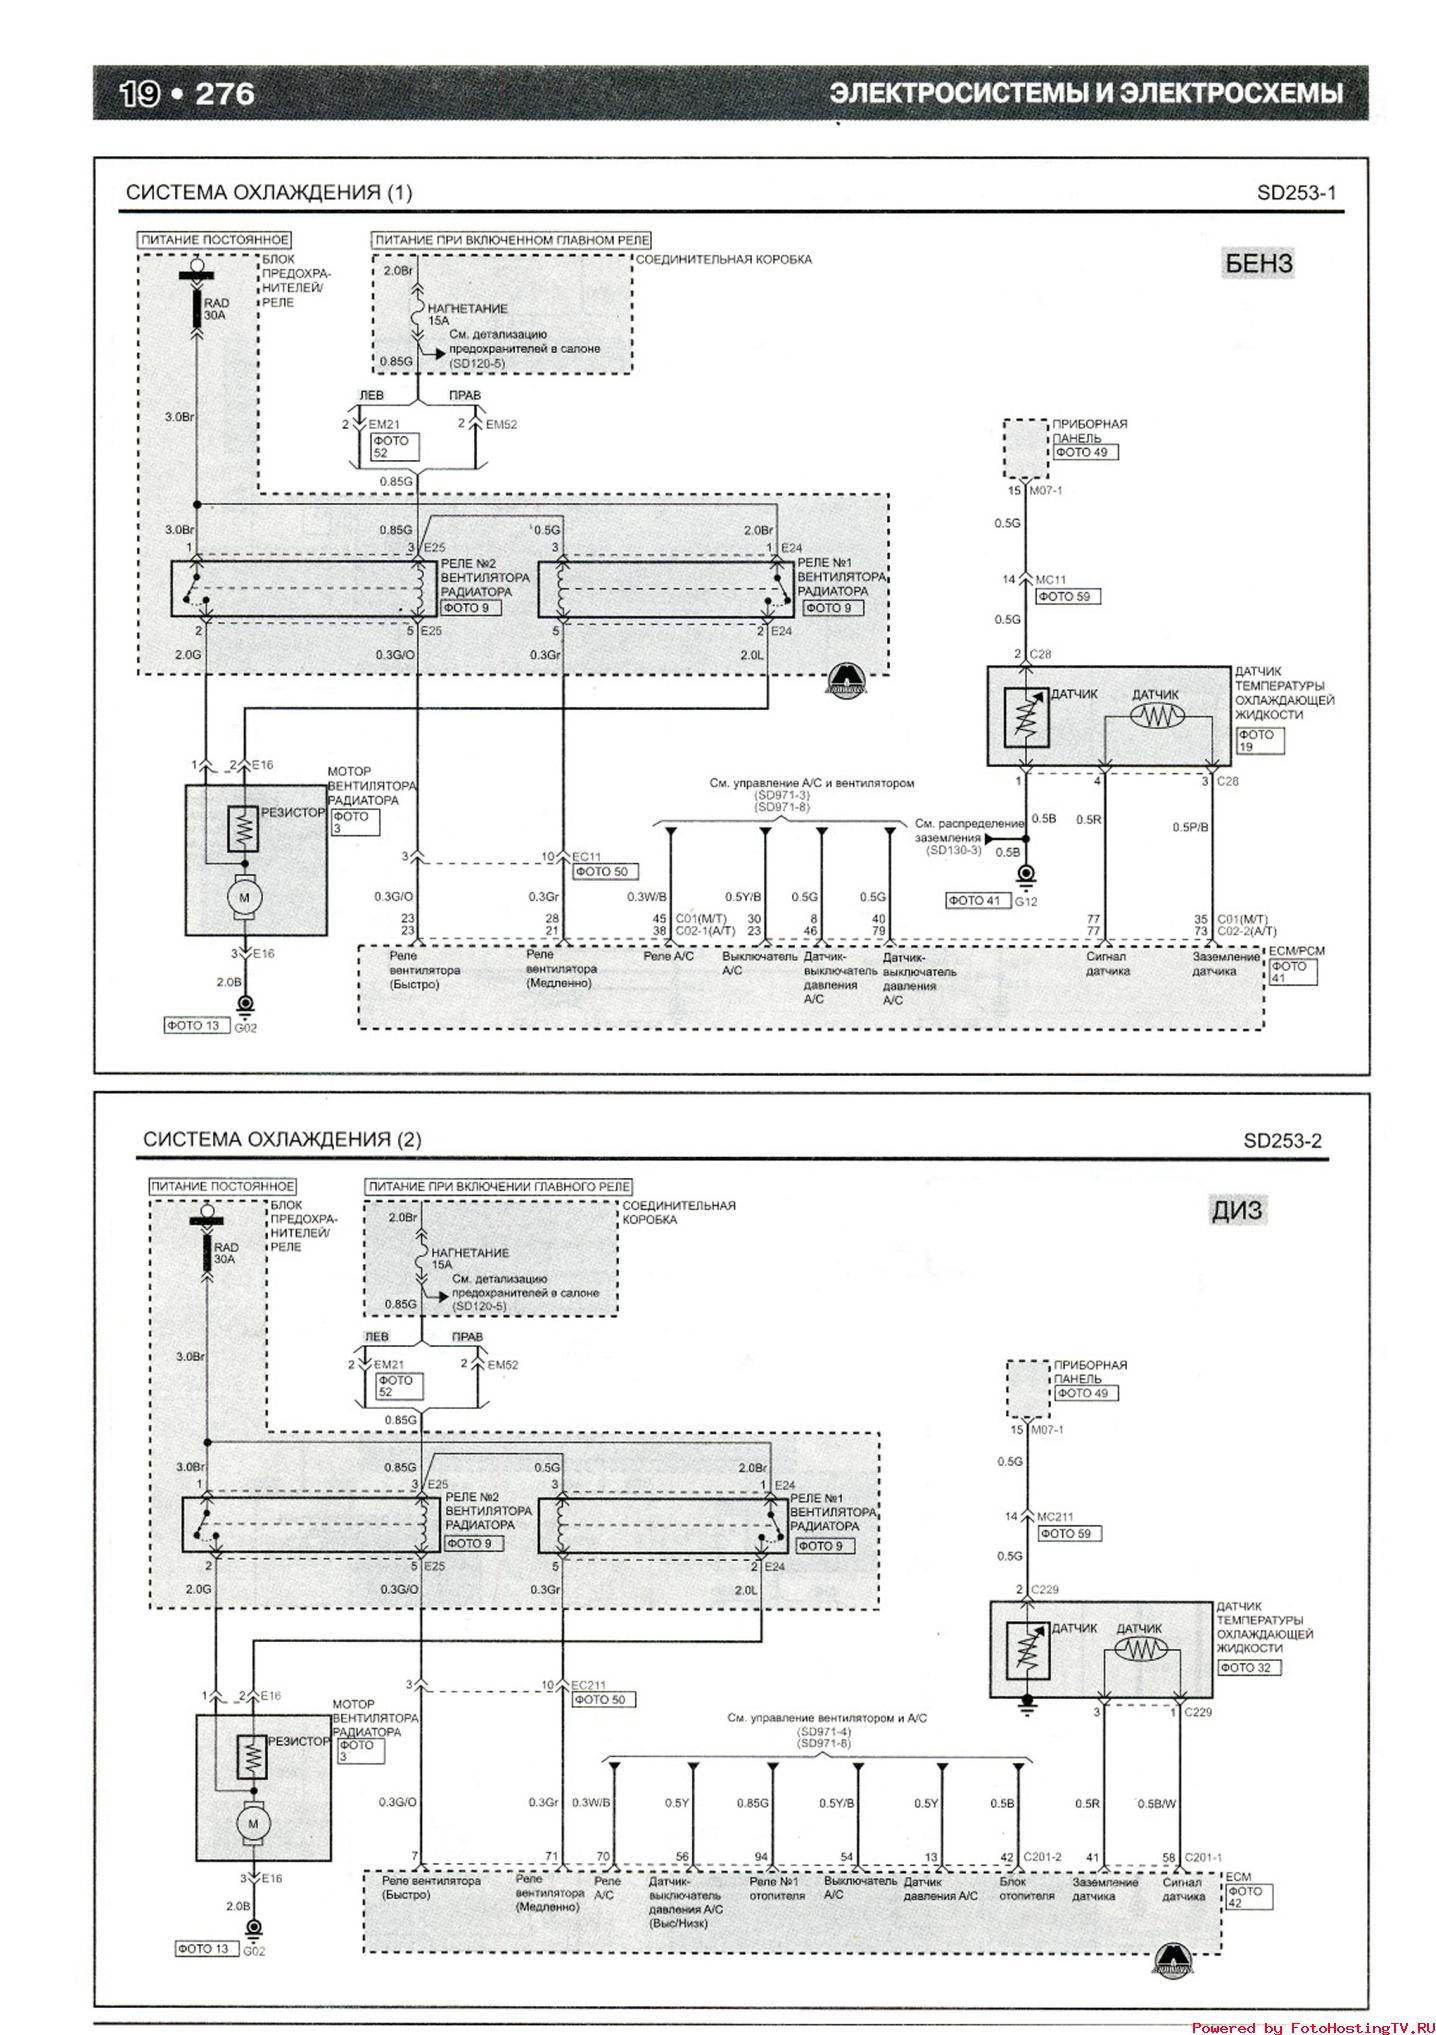 19 • 276
ЭЛЕКТРОСИСТЕМЫ И ЭЛЕКТРОСХЕМЫ
СИСТЕМА ОХЛАЖДЕНИЯ (1)
SD253-1
ПИТАНИЕ ПОСТОЯННОЕ
ПИТАНИЕ ПРИ ВКЛЮЧЕННОМ ГЛАВНОМ РЕЛЕ
БЕНЗ
БЛОК
ПРЕДОХРА-
НИТЕЛЕЙ/
РЕЛЕ
СОЕДИНИТЕЛЬНАЯ КОРОБКА
2.0Br
RAD
30A
НАГНЕТАНИЕ
15A
См. детализацию
предохранителей в салоне
(SD120-5)
0.85G
ЛЕВ
ПРАВ
3.0Br
2
EM21
2
EM52
ФОТО
52
0.85G
ПРИБОРНАЯ
ПАНЕЛЬ
ФОТО 49
15
M07-1
0.5G
3.0Br
0.85G
0.5G
2.0Br
1
3
E25
3
1
E24
РЕЛЕ №2
ВЕНТИЛЯТОРА
РАДИАТОРА
ФОТО 9
РЕЛЕ №1
ВЕНТИЛЯТОРА
РАДИАТОРА
ФОТО 9
14
MC11
ФОТО 59
0.5G
2
5
E25
5
2
E24
2.0G
0.3G/O
0.3Gr
2.0L
2
C28
ДАТЧИК
ДАТЧИК
ДАТЧИК
ТЕМПЕРАТУРЫ
ОХЛАЖДАЮЩЕЙ
ЖИДКОСТИ
ФОТО
19
1
2
E16
1
4
3
C28
МОТОР
ВЕНТИЛЯТОРА
РАДИАТОРА
ФОТО
3
РЕЗИСТОР
M
См. управление А/С и вентилятором
(SD971-3)
(SD971-8)
См. распределение
заземления
(SD130-3)
0.5B
0.5B
0.5R
0.5P/B
3
10
EC11
ФОТО 50
ФОТО 41
G12
0.3G/O
0.3Gr
0.3W/B
0.5Y/B
0.5G
0.5G
23
28
45
C01(M/T)
30
8
40
77
35
C01(M/T)
23
21
38
C02-1(A/T)
23
46
79
77
73
C02-2(A/T)
3
E16
2.0B
ФОТО 13
G02
Реле
вентилятора
(Быстро)
Реле
вентилятора
(Медленно)
Реле А/С
Выключатель
А/С
Датчик-
выключатель
давления
А/С
Датчик-
выключатель
давления
А/С
Сигнал
датчика
Заземление
датчика
ECM/PCM
ФОТО
41
СИСТЕМА ОХЛАЖДЕНИЯ (2)
SD253-2
ПИТАНИЕ ПОСТОЯННОЕ
ПИТАНИЕ ПРИ ВКЛЮЧЕНИИ ГЛАВНОГО РЕЛЕ
ДИЗ
БЛОК
ПРЕДОХРА-
НИТЕЛЕЙ/
РЕЛЕ
СОЕДИНИТЕЛЬНАЯ
КОРОБКА
2.0Br
RAD
30A
НАГНЕТАНИЕ
15A
См. детализацию
предохранителей в салоне
(SD120-5)
0.85G
ЛЕВ
ПРАВ
3.0Br
2
EM21
2
EM52
ФОТО
52
0.85G
ПРИБОРНАЯ
ПАНЕЛЬ
ФОТО 49
15
M07-1
0.5G
3.0Br
0.85G
0.5G
2.0Br
1
3
E25
3
1
E24
РЕЛЕ №2
ВЕНТИЛЯТОРА
РАДИАТОРА
ФОТО 9
РЕЛЕ №1
ВЕНТИЛЯТОРА
РАДИАТОРА
ФОТО 9
14
MC211
ФОТО 59
0.5G
2
5
E25
5
2
E24
2.0G
0.3G/O
0.3Gr
2.0L
2
C229
ДАТЧИК
ДАТЧИК
ДАТЧИК
ТЕМПЕРАТУРЫ
ОХЛАЖДАЮЩЕЙ
ЖИДКОСТИ
ФОТО 32
1
2
E16
3
10
EC211
ФОТО 50
3
1
C229
МОТОР
ВЕНТИЛЯТОРА
РАДИАТОРА
ФОТО
3
РЕЗИСТОР
M
См. управление вентилятором и А/С
(SD971-4)
(SD971-8)
0.3G/O
0.3Gr
0.3W/B
0.5Y
0.85G
0.5Y/B
0.5Y
0.5B
0.5R
0.5B/W
7
71
70
56
94
54
13
42
C201-2
41
58
C201-1
3
E16
2.0B
ФОТО 13
G02
Реле вентилятора
(Быстро)
Реле
вентилятора
(Медленно)
Реле
А/С
Датчик-
выключатель
давления А/С
(Выс/Низк)
Реле №1
отопителя
Выключатель
А/С
Датчик
давления А/С
Блок
отопителя
Заземление
датчика
Сигнал
датчика
ECM
ФОТО
42
Powered by FotoHostingTV.RU